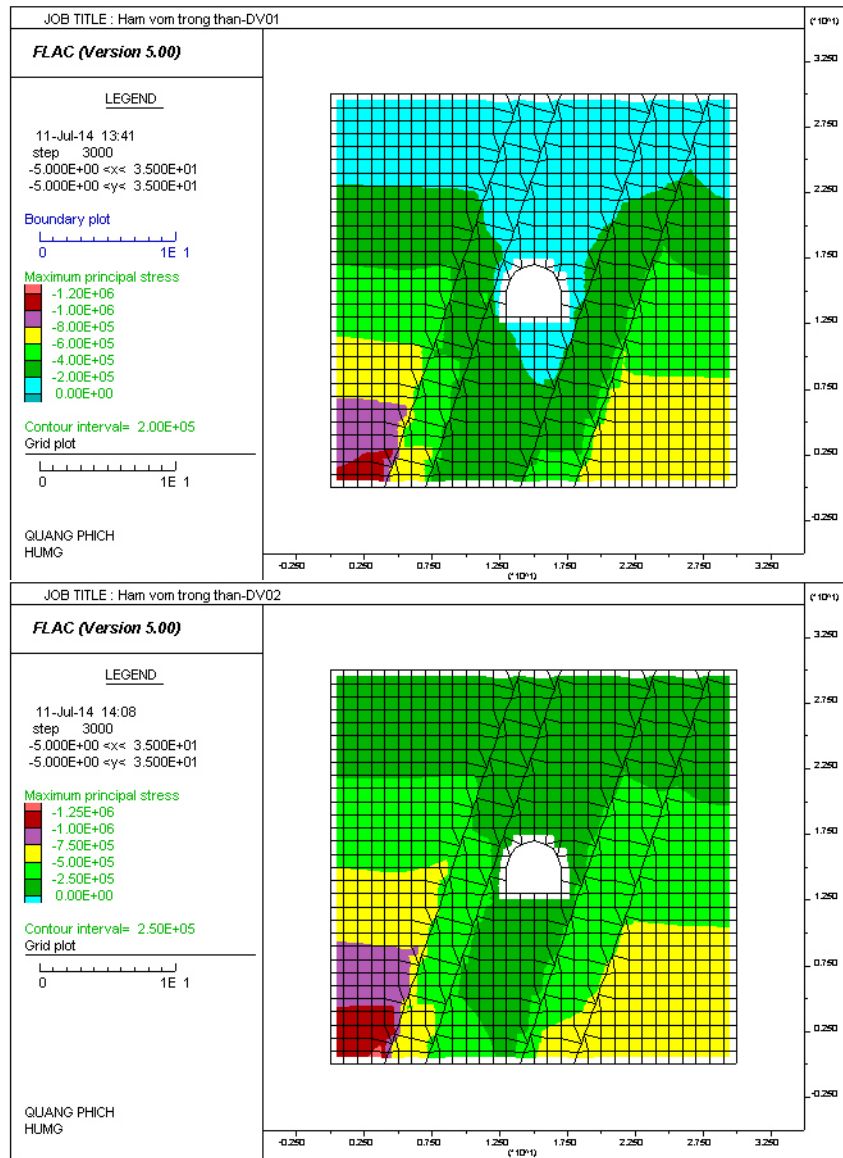 JOB TITLE : Ham vom trong than-DV01
(*10^1)
FLAC (Version 5.00)
LEGEND
11-Jul-14 13:41
step 3000
-5.000E+00 <x< 3.500E+01
-5.000E+00 <y< 3.500E+01
Boundary plot
0 1E 1
Maximum principal stress
-1.20E+06
-1.00E+06
-8.00E+05
-6.00E+05
-4.00E+05
-2.00E+05
0.00E+00
Contour interval= 2.00E+05
Grid plot
0 1E 1
QUANG PHICH
HUMG
3.250
2.750
2.250
1.750
1.250
0.750
0.250
-0.250
-0.250 0.250 0.750 1.250 1.750 2.250 2.750 3.250
(*10^1)
JOB TITLE : Ham vom trong than-DV02
(*10^1)
FLAC (Version 5.00)
LEGEND
11-Jul-14 14:08
step 3000
-5.000E+00 <x< 3.500E+01
-5.000E+00 <y< 3.500E+01
Maximum principal stress
-1.25E+06
-1.00E+06
-7.50E+05
-5.00E+05
-2.50E+05
0.00E+00
Contour interval= 2.50E+05
Grid plot
0 1E 1
QUANG PHICH
HUMG
3.250
2.750
2.250
1.750
1.250
0.750
0.250
-0.250
-0.250 0.250 0.750 1.250 1.750 2.250 2.750 3.250
(*10^1)